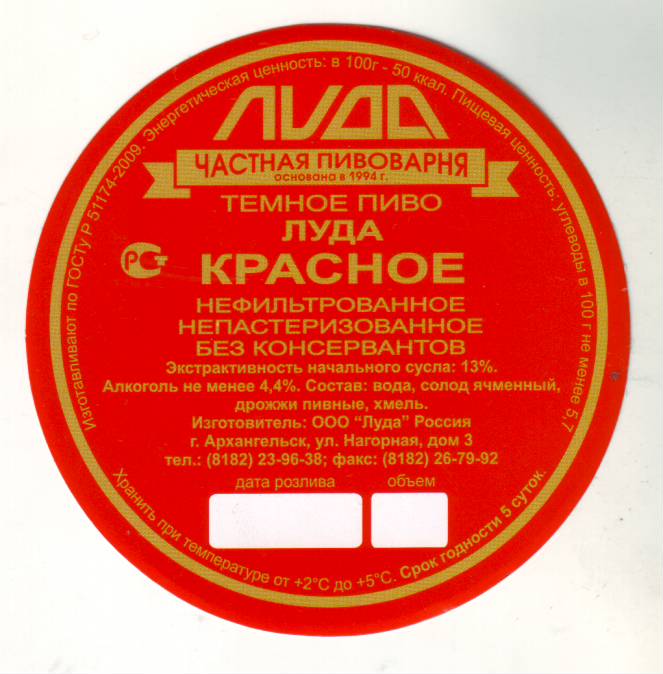 ЛУДА
ЧАСТНАЯ ПИВОВАРНЯ
основана в 1994 г.
ТЕМНОЕ ПИВО
ЛУДА
КРАСНОЕ
РСТ
НЕФИЛЬТРОВАННОЕ
НЕПАСТЕРИЗОВАННОЕ
БЕЗ КОНСЕРВАНТОВ
Экстрактивность начального сусла: 13%.
Алкоголь не менее 4,4%. Состав: вода, солод ячменный,
дрожжи пивные, хмель.
Изготовитель: ООО "Луда" Россия
г. Архангельск, ул. Нагорная, дом 3
тел.: (8182) 23-96-38; факс: (8182) 26-79-92
дата розлива объем
Изготавливают по ГОСТу Р 51174-2009. Энергетическая ценность: в 100г - 50 ккал. Пищевая ценность: углеводы в 100 г не менее 5,7
Хранить при температуре от +2°С до +5°С. Срок годности 5 суток.